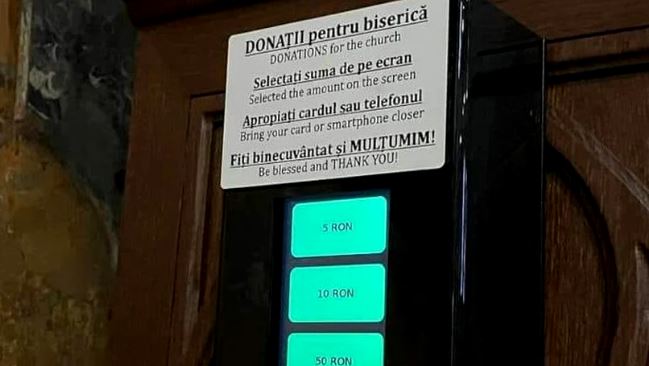 DONAȚII pentru biserică
DONATIONS for the church
Selectați suma de pe ecran
Selected the amount on the screen
Apropiați cardul sau telefonul
Bring your card or smartphone closer
Fiți binecuvântat și MULȚUMIM!
Be blessed and THANK YOU!
5 RON
10 RON
50 RON